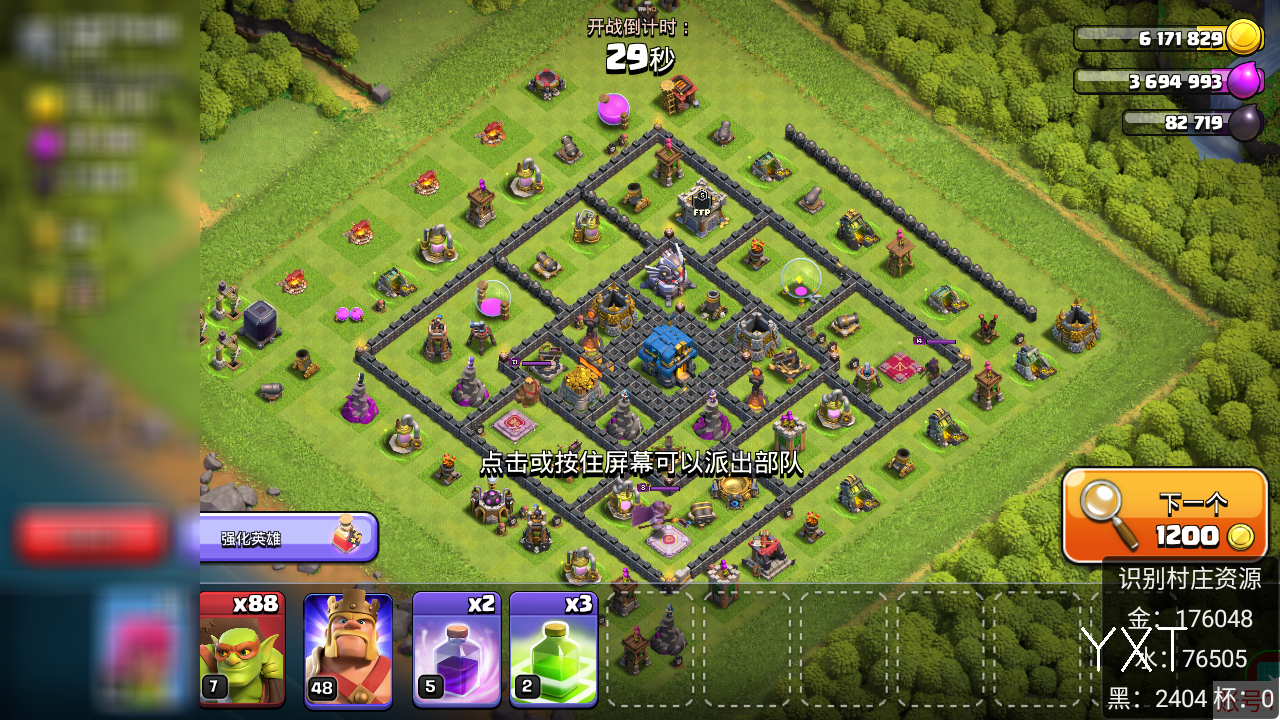 开战倒计时：
29秒
6 171 829
3 694 993
82 719
FTP
点击或按住屏幕可以派出部队
强化英雄
下一个
1200
x88
7
48
x2
5
x3
2
识别村庄资源
金：176048
水：76505
黑：2404 杯：0
YXT